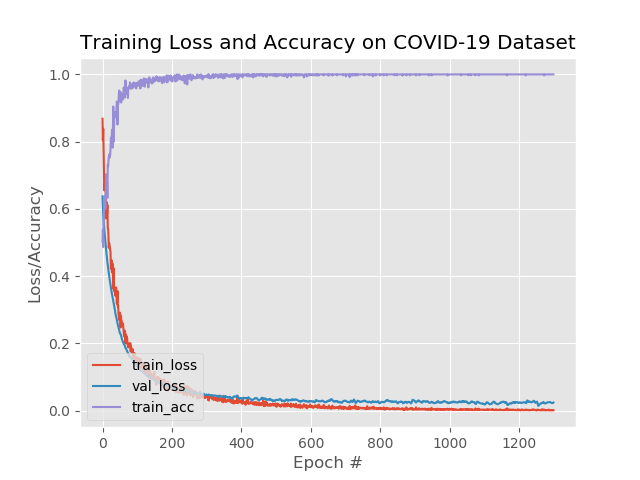 Training Loss and Accuracy on COVID-19 Dataset
1.0
0.8
0.6
0.4
0.2
0.0
Loss/Accuracy
train_loss
val_loss
train_acc
0 200 400 600 800 1000 1200
Epoch #